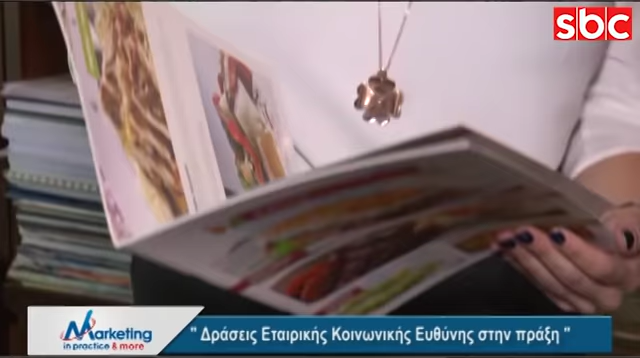 sbc
Marketing
in practice & more
" Δράσεις Εταιρικής Κοινωνικής Ευθύνης στην πράξη "